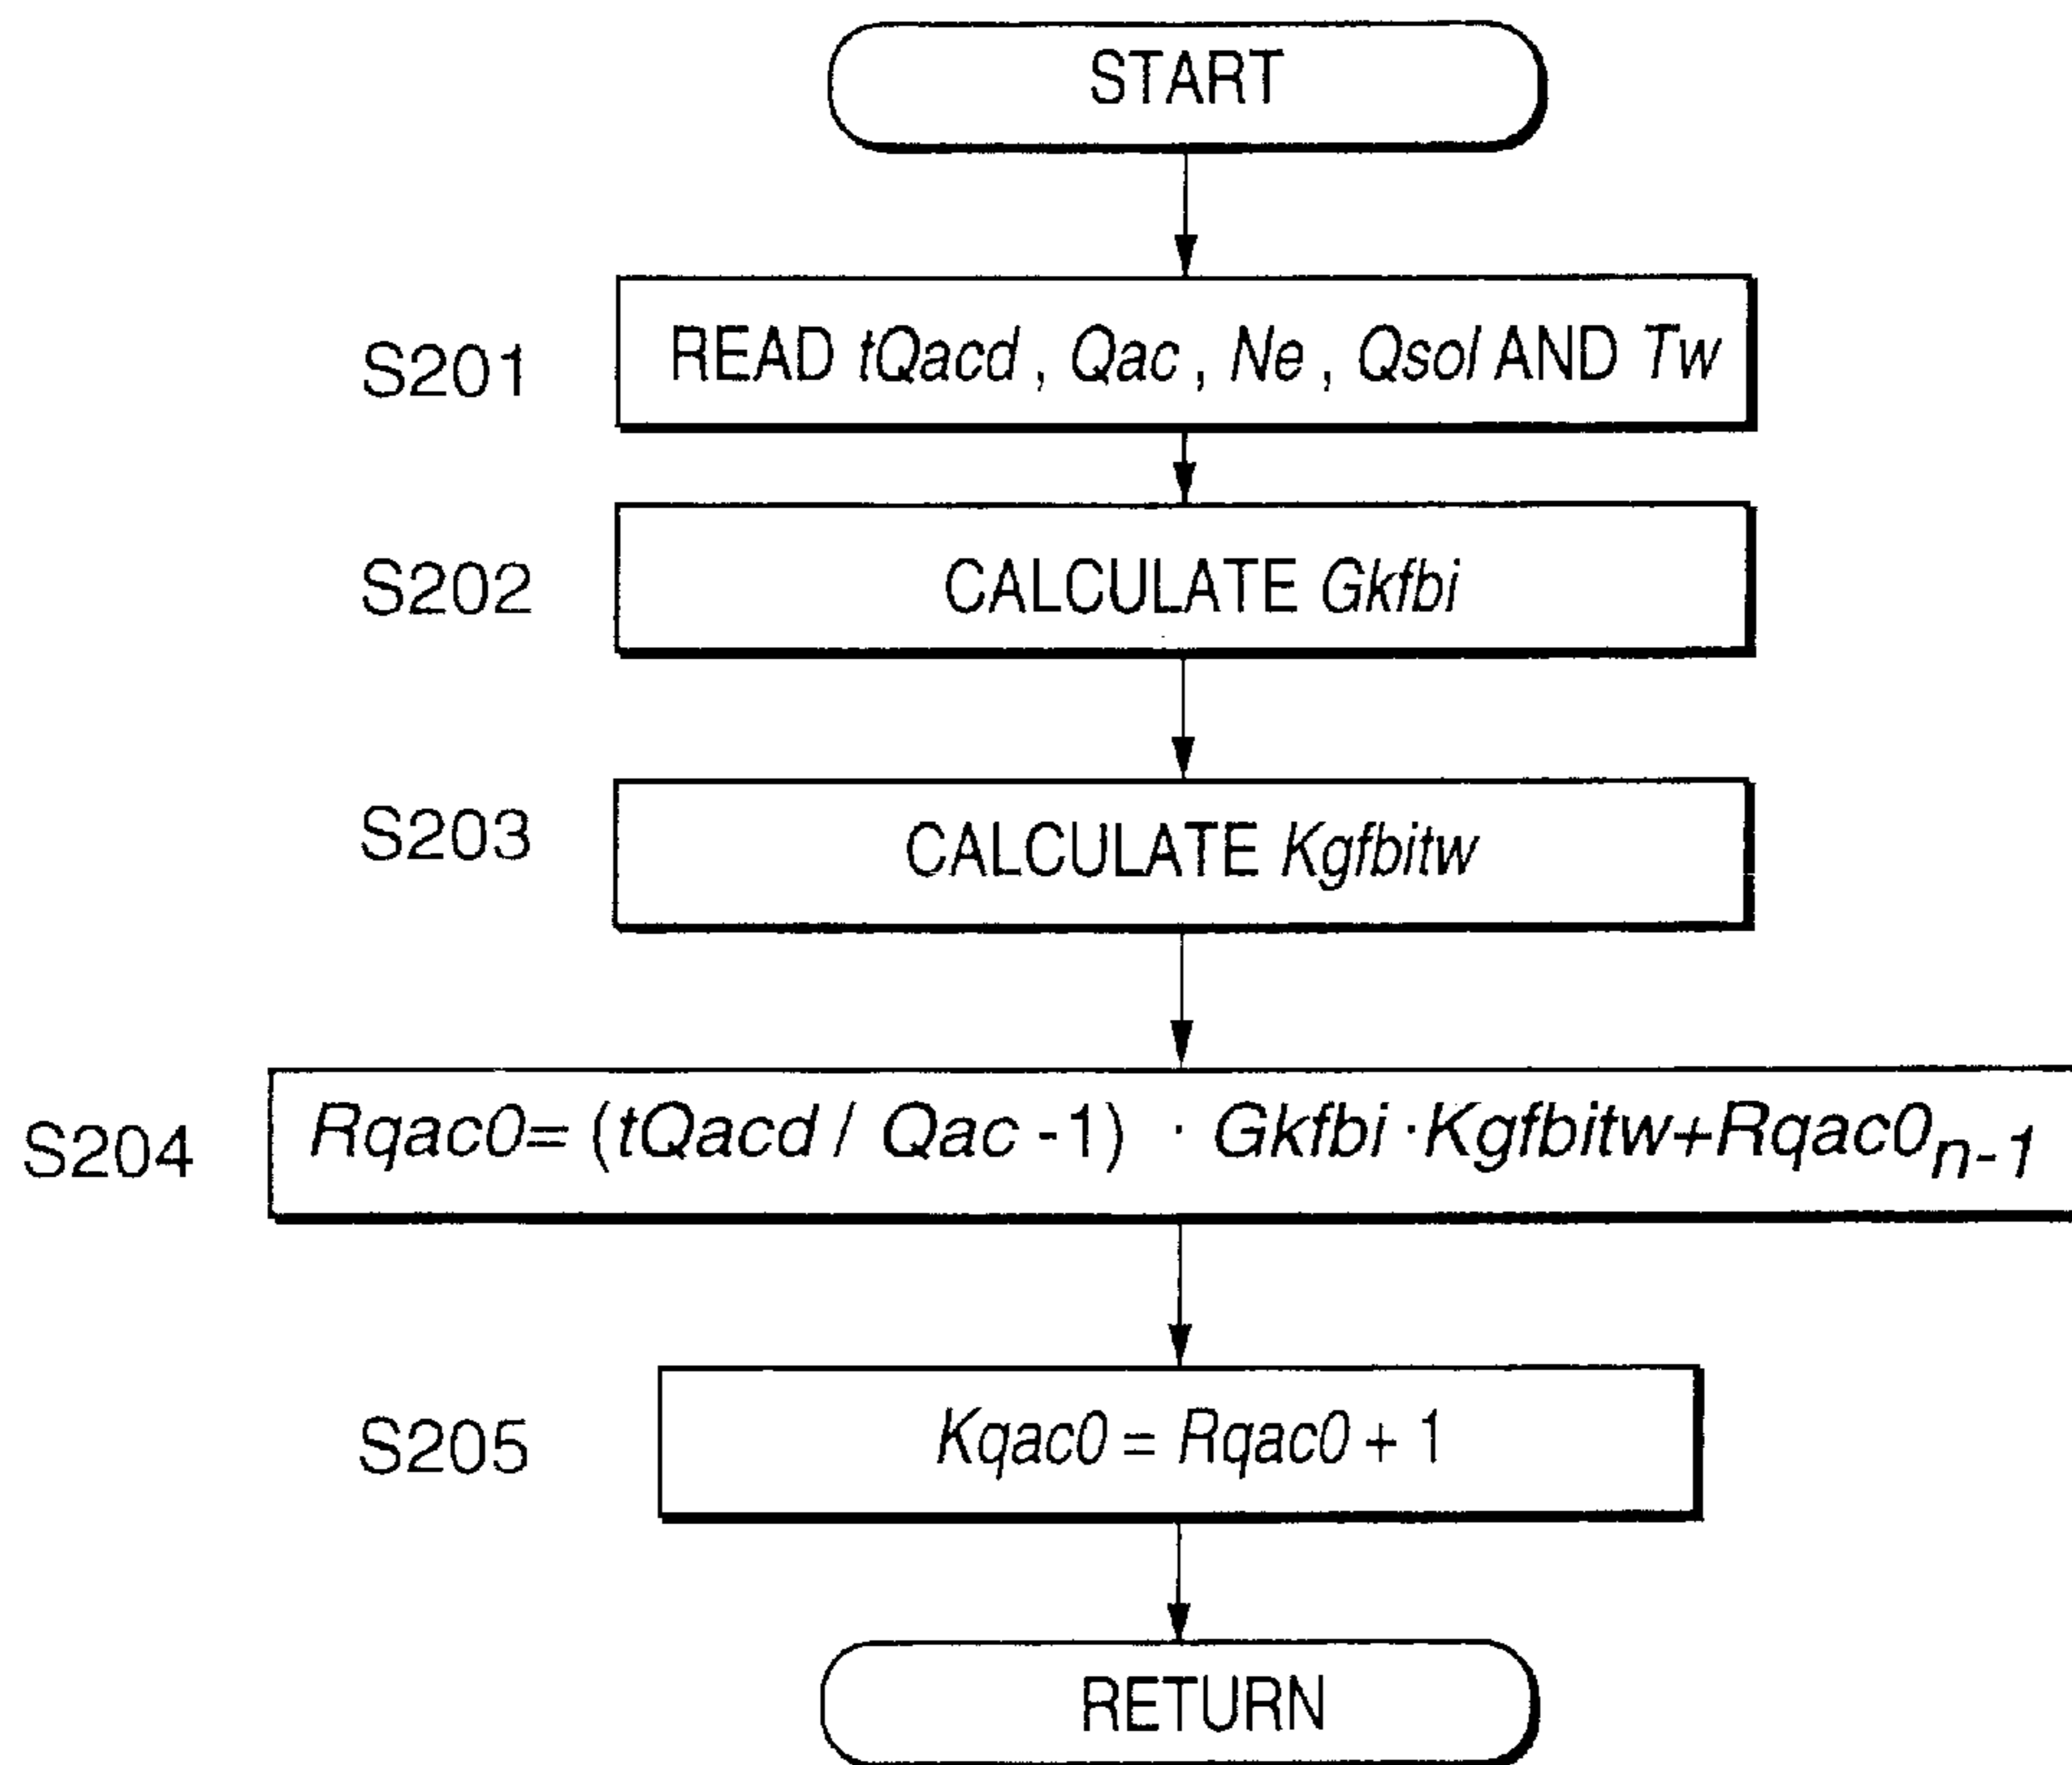 START
S201 READ tQacd , Qac , Ne , Qsol AND Tw
S202 CALCULATE Gkfbi
S203 CALCULATE Kgfbitw
S204 Rqac0= (tQacd / Qac -1) · Gkfbi ·Kgfbitw+Rqac0n-1
S205 Kqac0 = Rqac0 + 1
RETURN